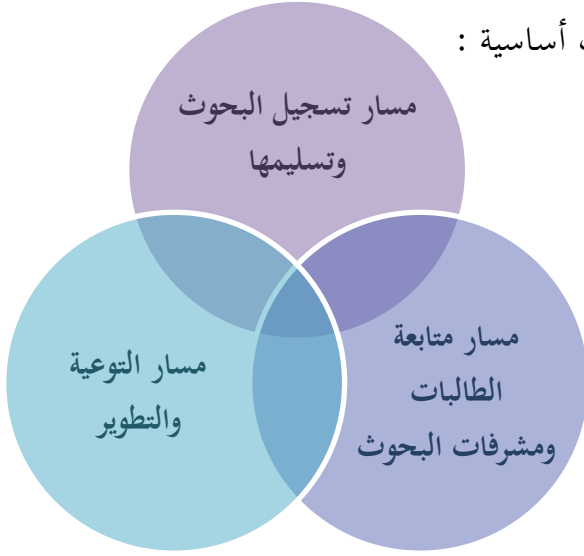 أساسية :
مسار تسجيل البحوث
وتسليمها
مسار متابعة
الطالبات
ومشرفات البحوث
مسار التوعية
والتطوير